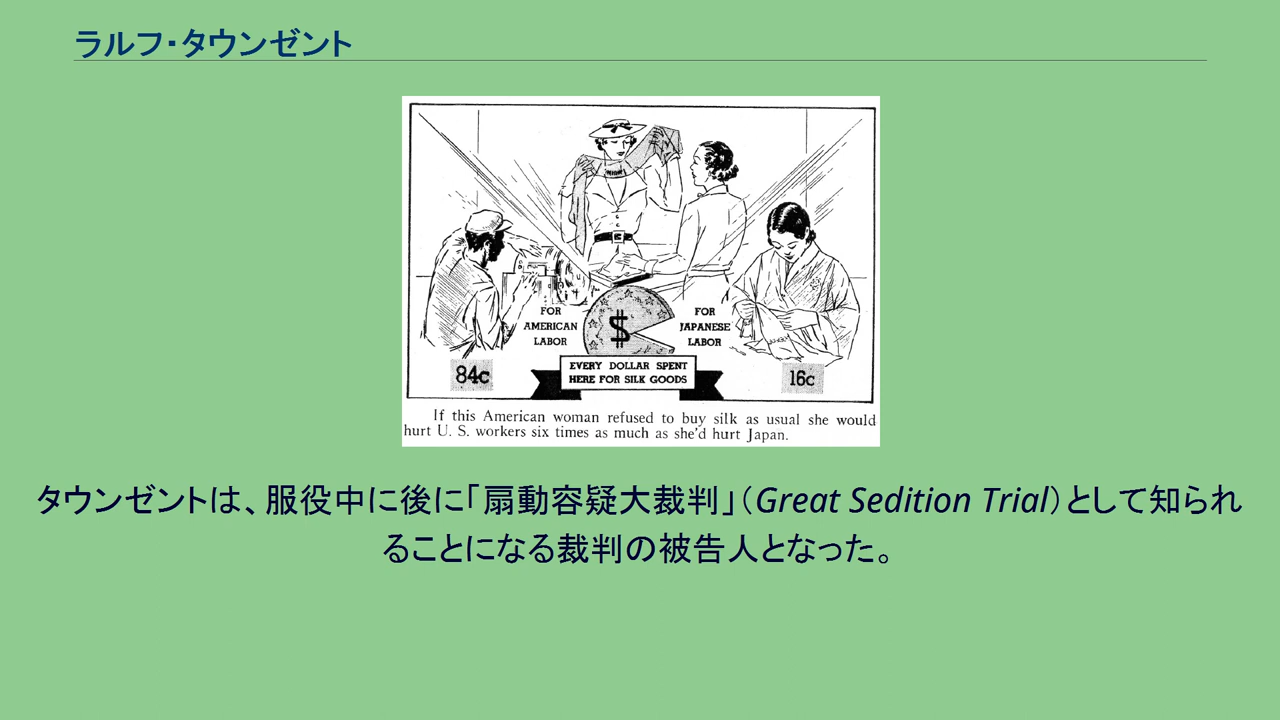 ラルフ・タウンゼント
FOR
AMERICAN
LABOR
$
FOR
JAPANESE
LABOR
84c
EVERY DOLLAR SPENT
HERE FOR SILK GOODS
16c
If this American woman refused to buy silk as usual she would
hurt U. S. workers six times as much as she'd hurt Japan.
タウンゼントは、服役中に後に「扇動容疑大裁判」（Great Sedition Trial）として知られ
ることになる裁判の被告人となった。